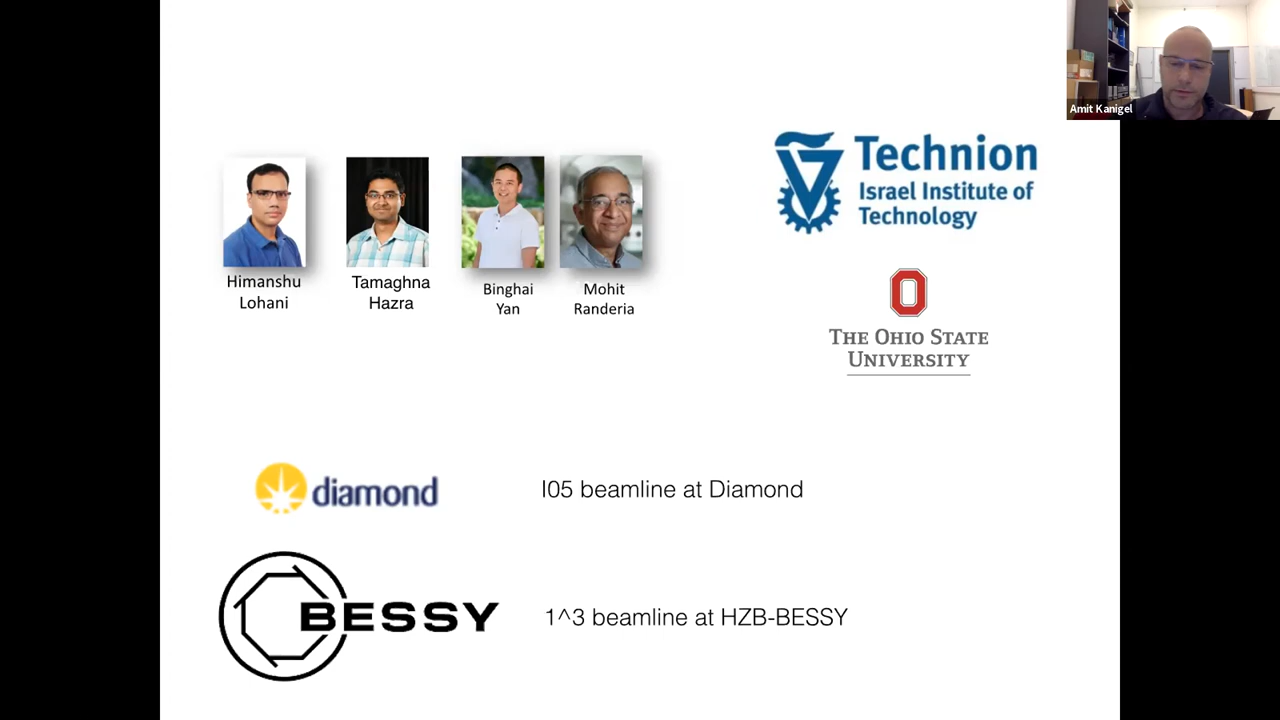 Amit Kanigel
Technion
Israel Institute of
Technology
Himanshu
Lohani
Tamaghna
Hazra
Binghai
Yan
Mohit
Randeria
THE OHIO STATE
UNIVERSITY
diamond
I05 beamline at Diamond
BESSY
1^3 beamline at HZB-BESSY